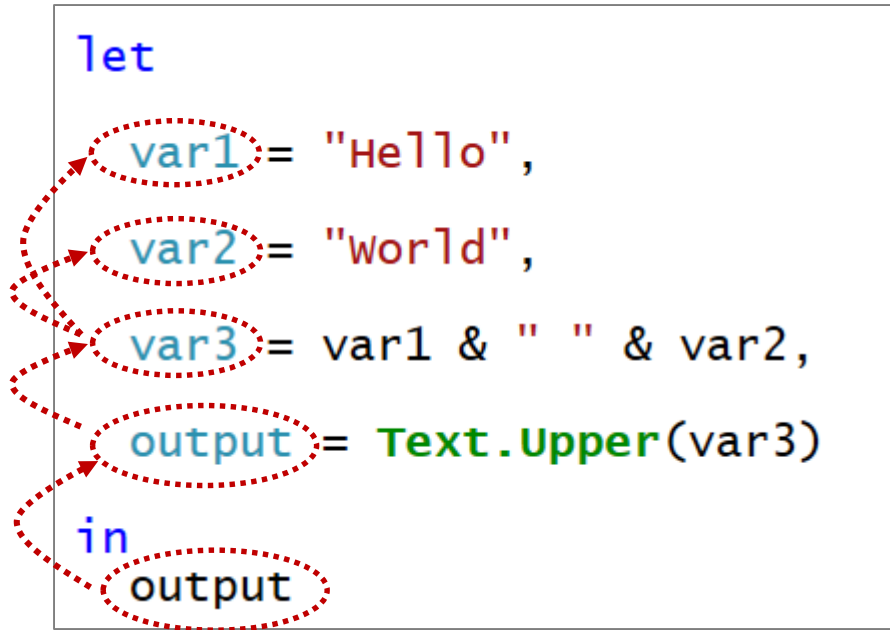 let
var1 = "Hello",
var2 = "World",
var3 = var1 & " " & var2,
output = Text.Upper(var3)
in
output